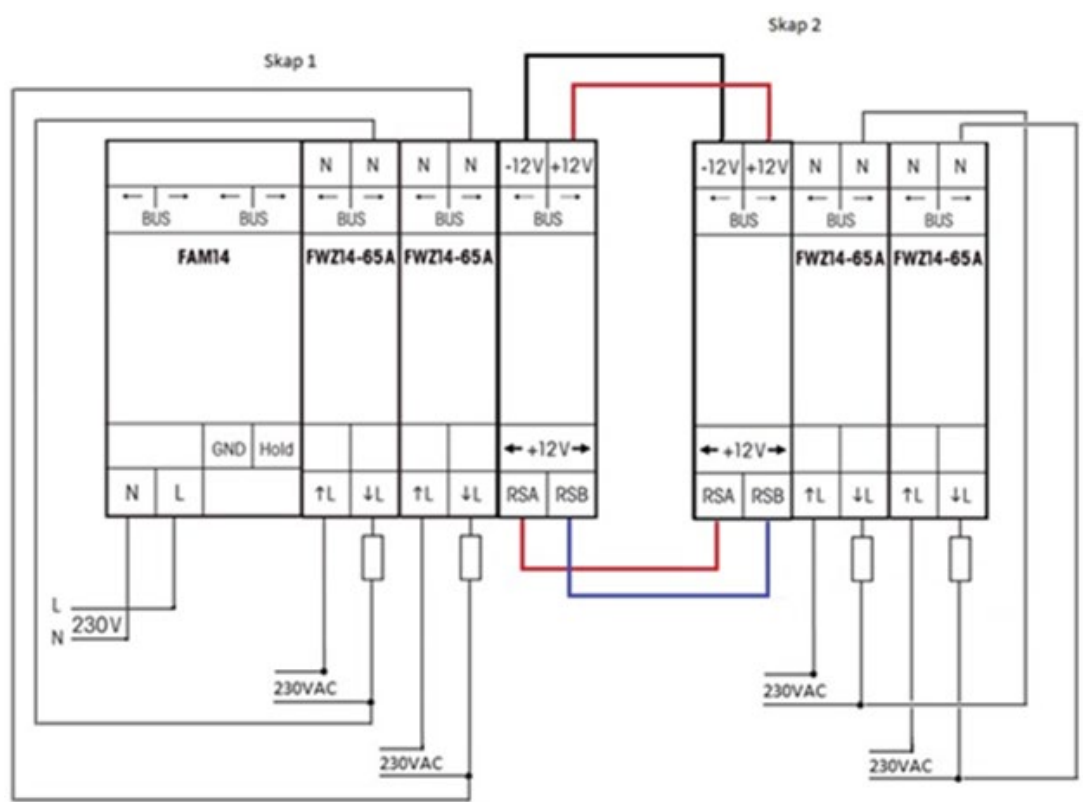 Skap 2
Skap 1
N N N N -12V +12V
-12V +12V N N N N
BUS BUS BUS BUS BUS
BUS BUS BUS
FAM14 FWZ14-65A FWZ14-65A
FWZ14-65A FWZ14-65A
GND Hold ←+12V→
←+12V→
N L ↑L ↓L ↑L ↓L RSA RSB
RSA RSB ↑L ↓L ↑L ↓L
L
230V
N
230VAC
230VAC
230VAC
230VAC